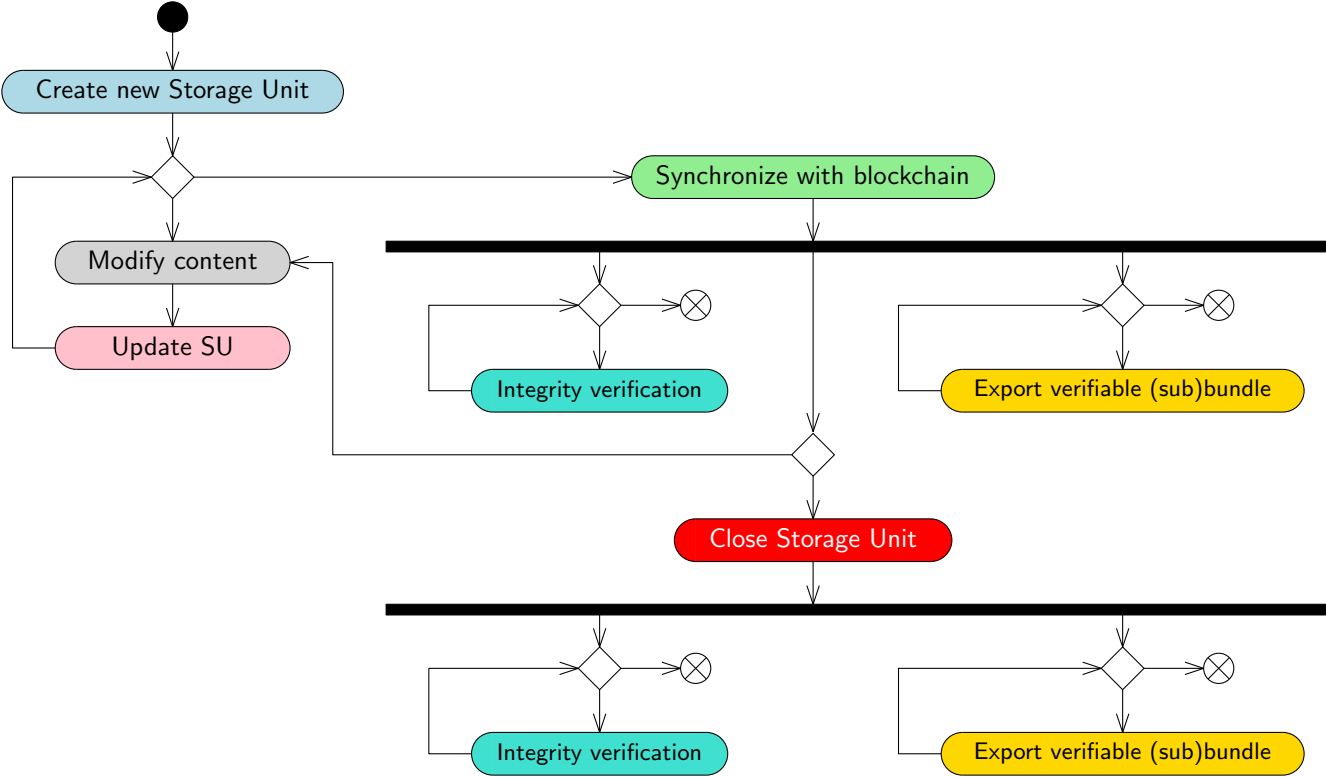 Create new Storage Unit
Synchronize with blockchain
Modify content
Update SU
Integrity verification
Export verifiable (sub)bundle
Close Storage Unit
Integrity verification
Export verifiable (sub)bundle